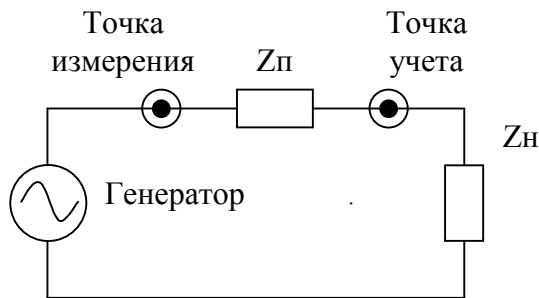 Точка
измерения
Zп
Точка
учета
Zн
Генератор